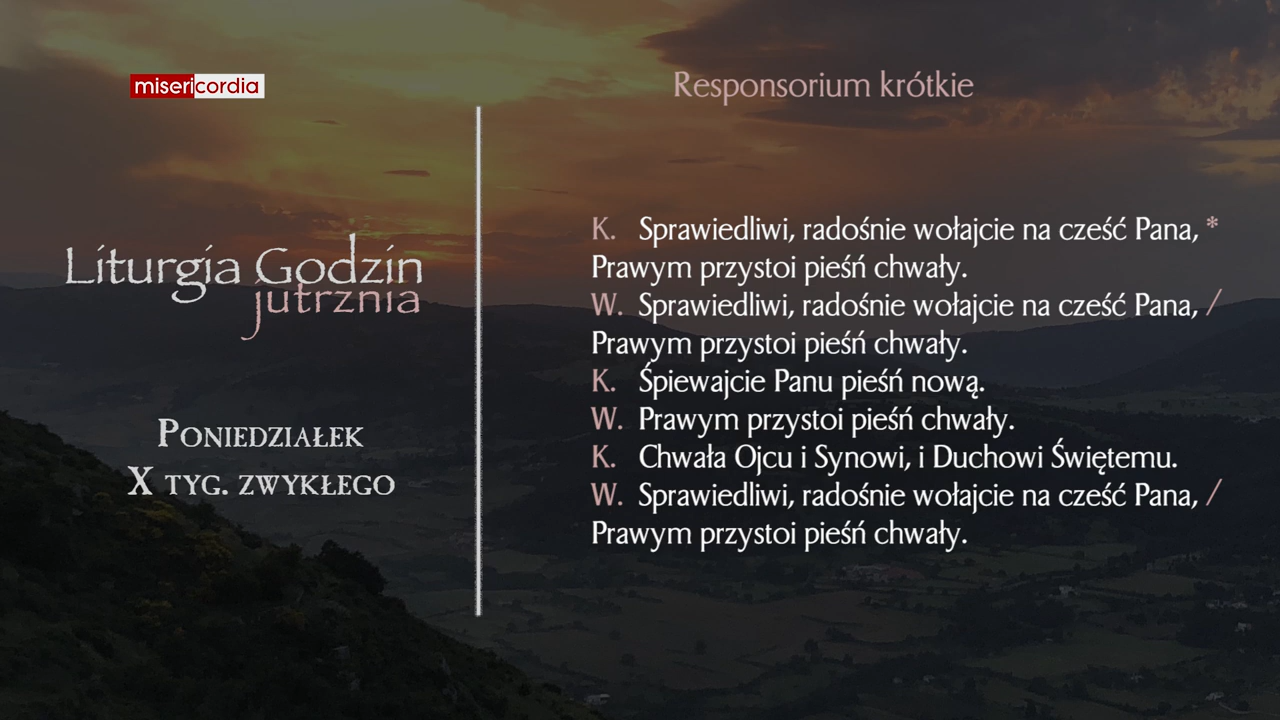 misericordia
Liturgia Godzin
jutrznia
Poniedziałek
X tyg. zwykłego
Responsorium krótkie
K. Sprawiedliwi, radośnie wołajcie na cześć Pana, *
Prawym przystoi pieśń chwały.
W. Sprawiedliwi, radośnie wołajcie na cześć Pana, /
Prawym przystoi pieśń chwały.
K. Śpiewajcie Panu pieśń nową.
W. Prawym przystoi pieśń chwały.
K. Chwała Ojcu i Synowi, i Duchowi Świętemu.
W. Sprawiedliwi, radośnie wołajcie na cześć Pana, /
Prawym przystoi pieśń chwały.